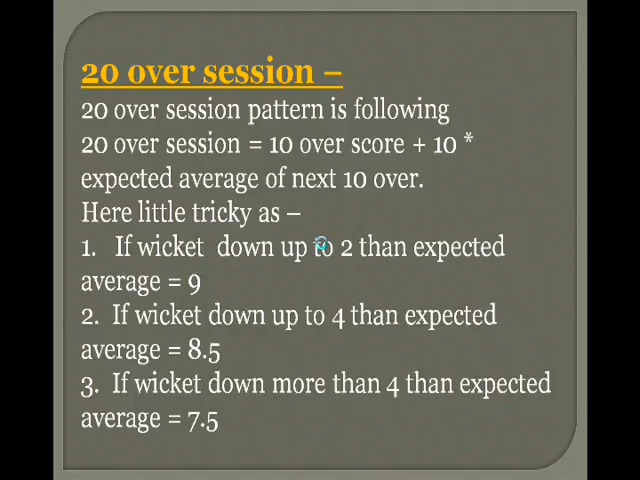 20 over session –
20 over session pattern is following
20 over session = 10 over score + 10 *
expected average of next 10 over.
Here little tricky as –
1. If wicket down up to 2 than expected
average = 9
2. If wicket down up to 4 than expected
average = 8.5
3. If wicket down more than 4 than expected
average = 7.5